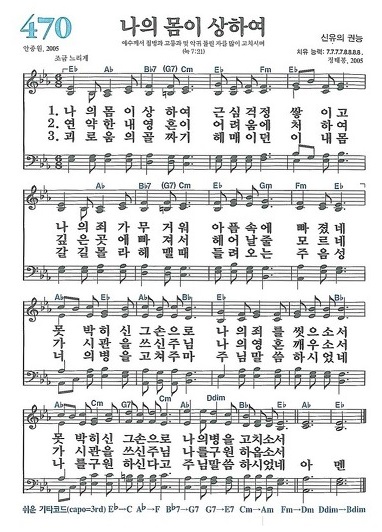 470
나의 몸이 상하여
신유의 권능
안중원, 2005
예수께서 질병과 고통과 및 악귀 들린 자를 많이 고치시며
(눅 7:21)
치유 능력: 7.7.7.7.8.8.8.8.
정태봉, 2005
조금 느리게
E♭ A♭ B♭7 (G7) Cm E♭ B♭7 E♭
1. 나의 몸이 상하여 근심 걱정 쌓이고
2. 연약한 내 영혼이 어려움에 처하여
3. 괴로움의 골짜기 헤매이던 이 내 몸
E♭ A♭ B♭7 (G7) Cm E♭ Gm Fm E♭
나의 죄가 무거워 아픔에 빠졌네
깊은 곳에 빠져서 헤어날 줄 모르네
갈 길 몰라 헤맬 때 들려오는 주 음성
못 박히신 그 손으로 나의 죄를 씻으소서
가시관을 쓰신 주님 나의 영혼 깨우소서
너의 병을 고쳐주마 주님 말씀하시었네
Cm Ddim
못 박히신 그 손으로 나의 병을 고치소서
가시관을 쓰신 주님 나를 구원하옵소서
나를 구원하신다고 주님 말씀하시었네 아멘
쉬운 기타코드(capo=3rd) E♭→C A♭→F B♭7→G7 G7→E7 Cm→Am Fm→Dm Ddim→Bdim